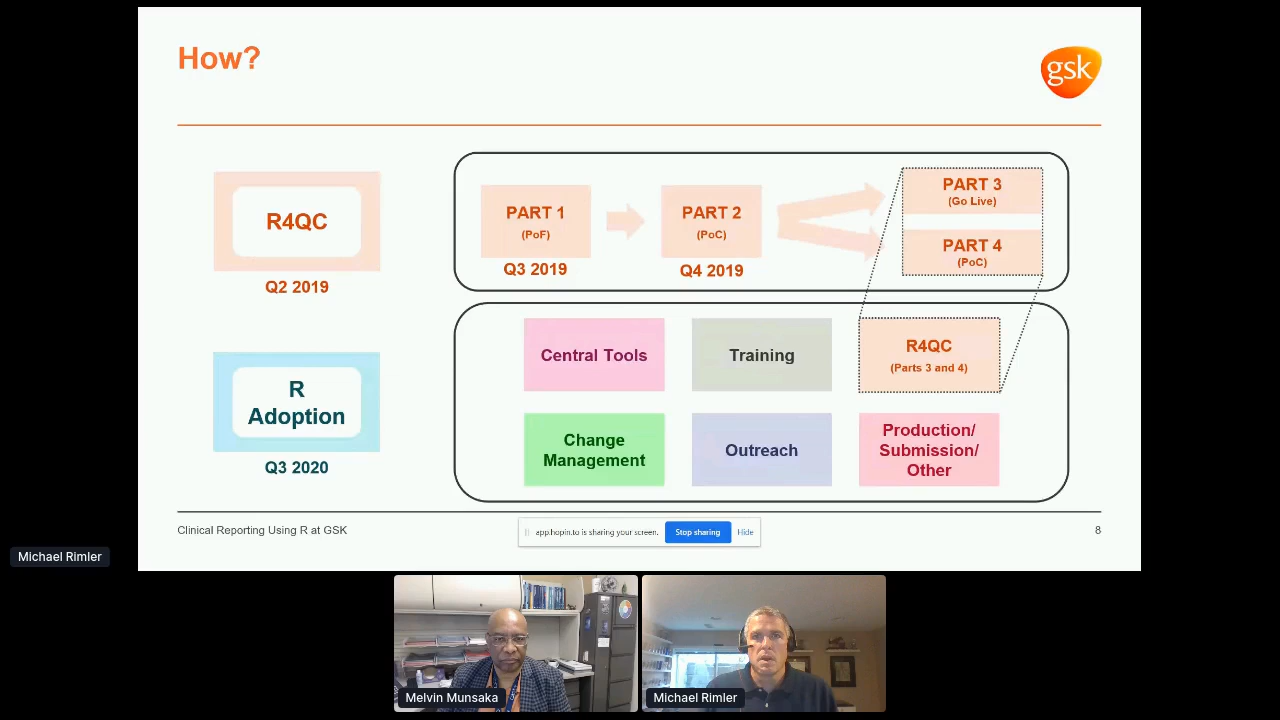 How?
gsk
R4QC
Q2 2019
PART 1
(PoF)
Q3 2019
PART 2
(PoC)
Q4 2019
PART 3
(Go Live)
PART 4
(PoC)
R
Adoption
Q3 2020
Central Tools
Training
R4QC
(Parts 3 and 4)
Change
Management
Outreach
Production/
Submission/
Other
Clinical Reporting Using R at GSK
app.hopin.to is sharing your screen.
Stop sharing
Hide
8
Michael Rimler
Melvin Munsaka
Michael Rimler